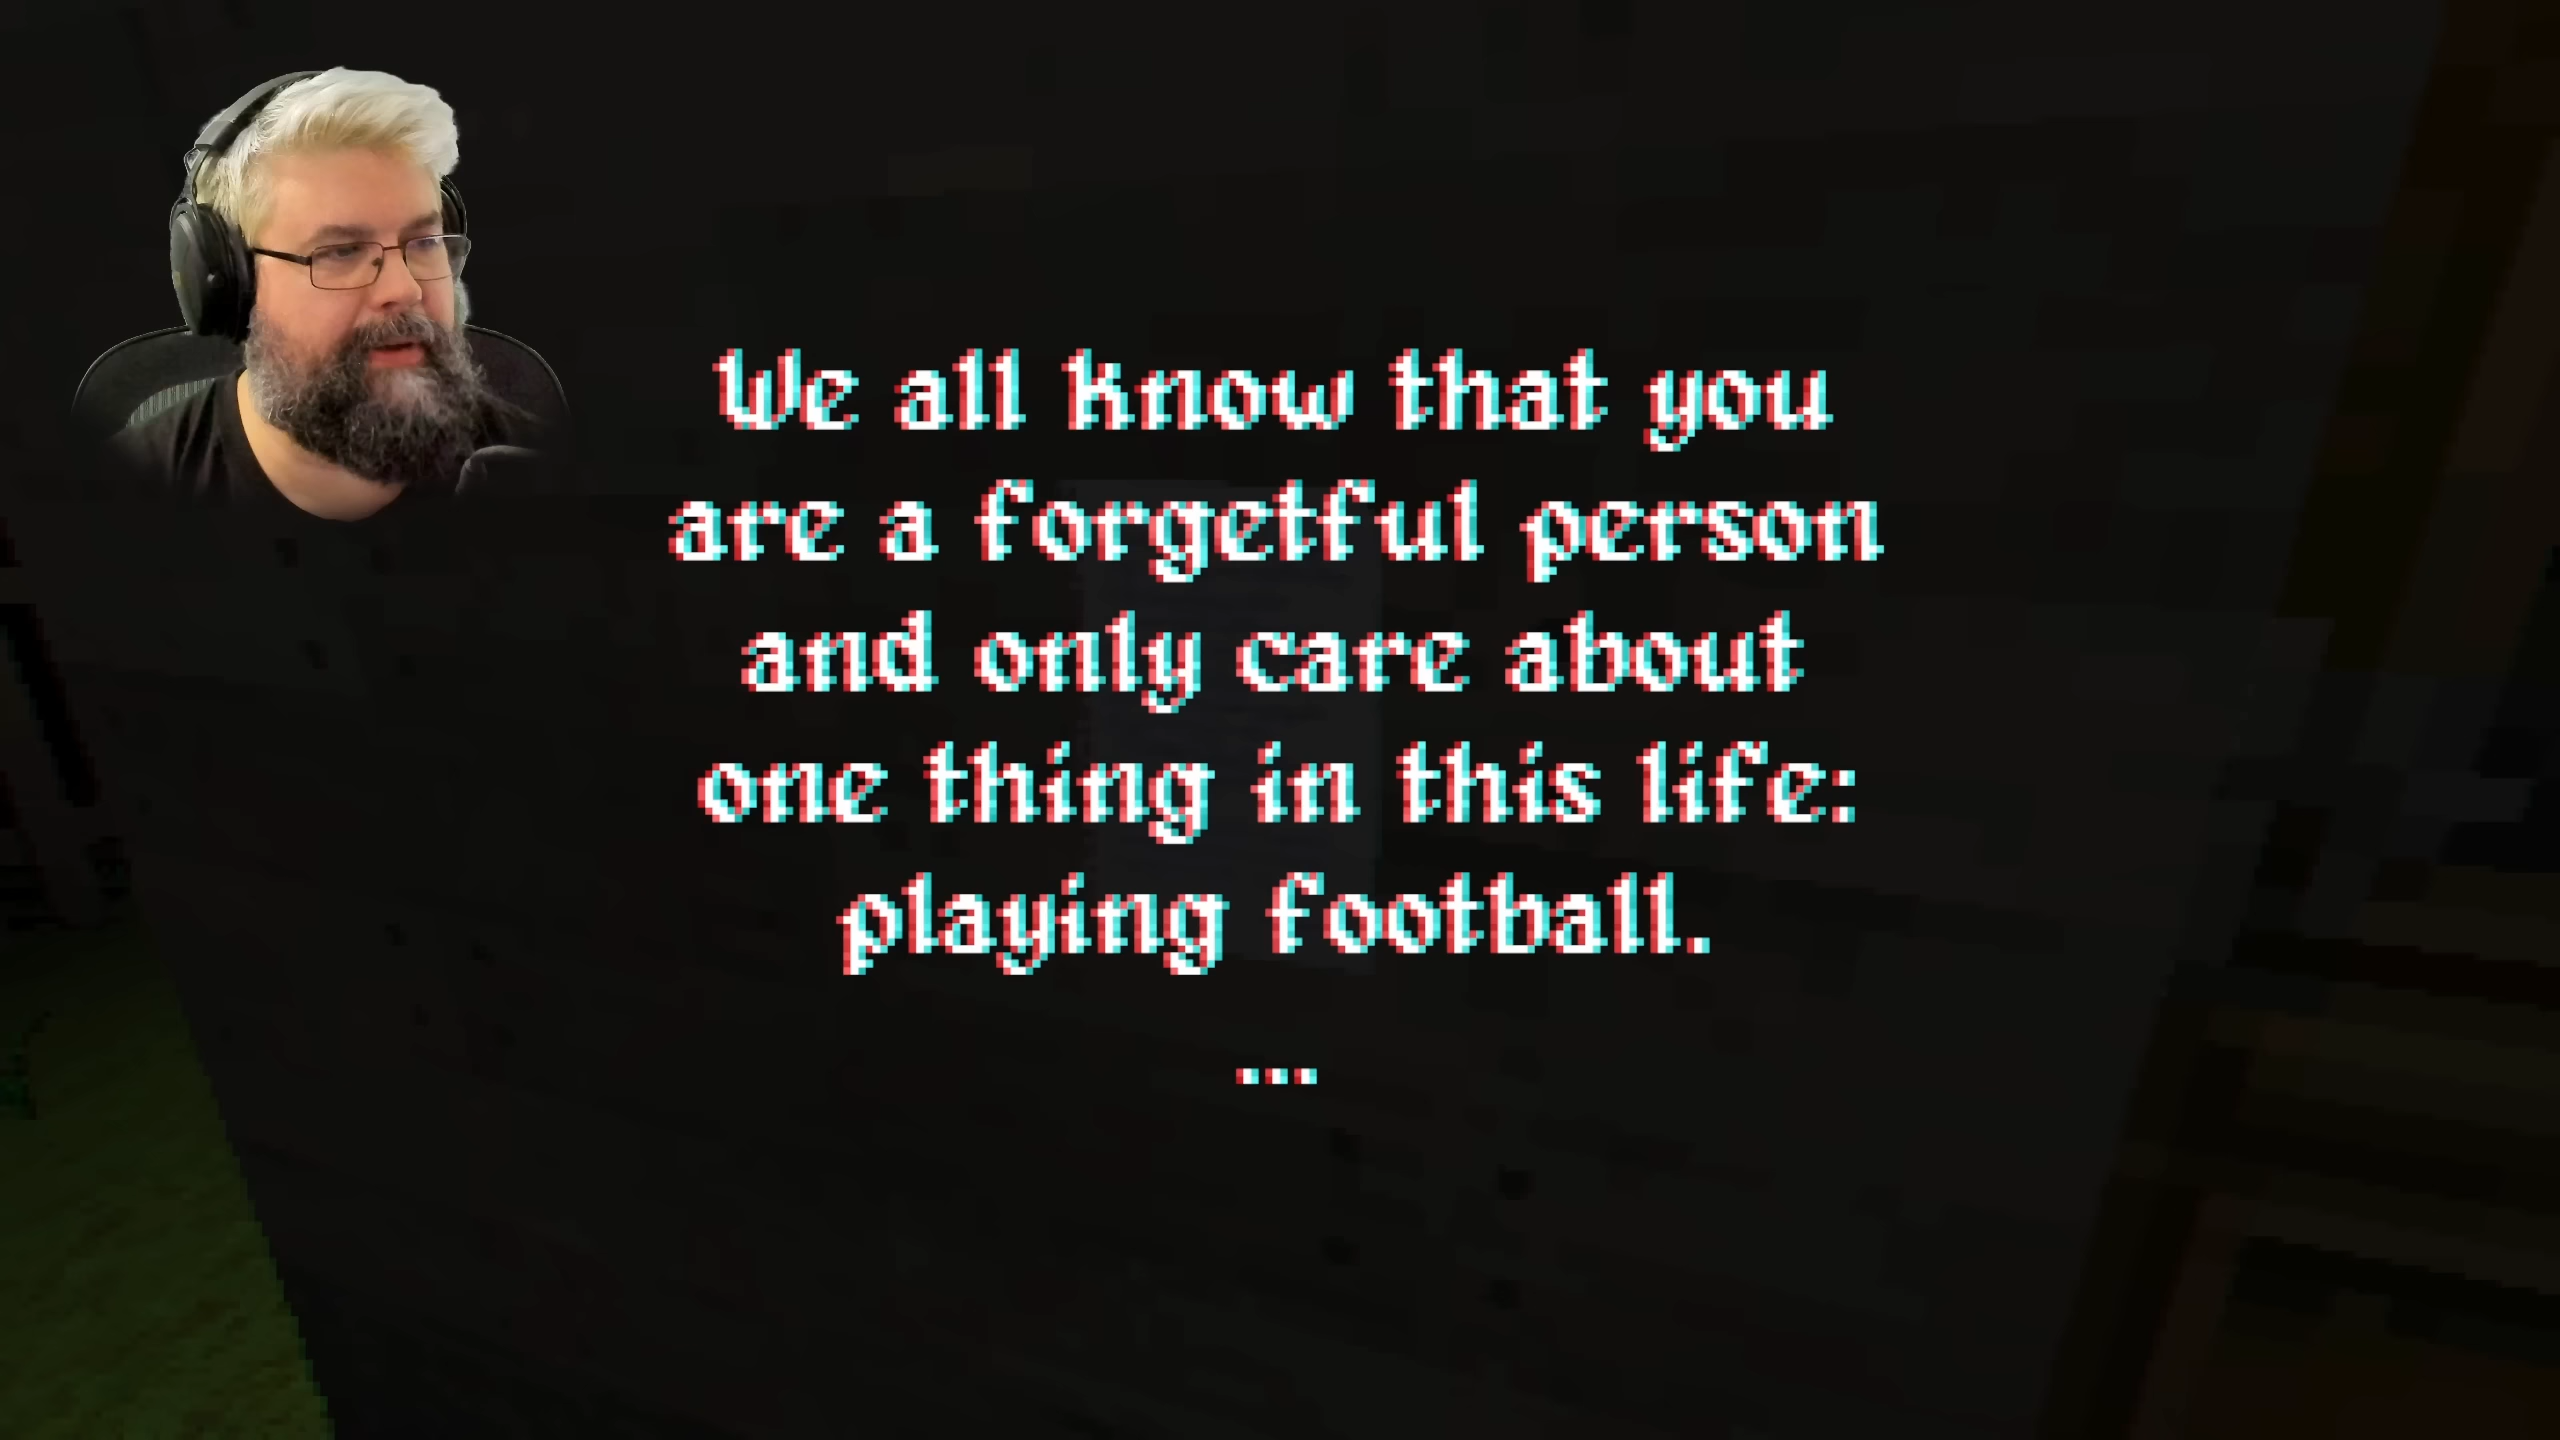 We all know that you
are a forgetful person
and only care about
one thing in this life:
playing football.
...